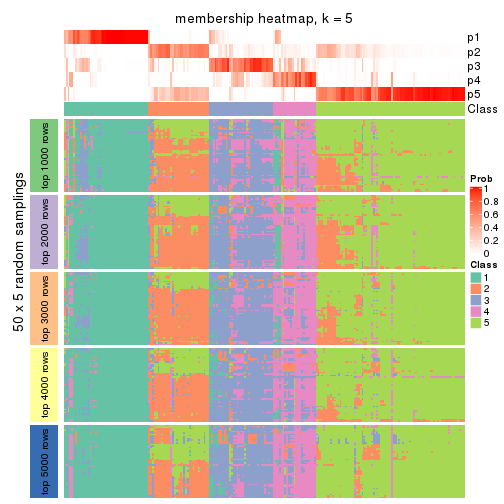 membership heatmap, k = 5
p1
p2
p3
p4
p5
Class
50 x 5 random samplings
top 1000 rows
top 2000 rows
top 3000 rows
top 4000 rows
top 5000 rows
Prob
1
0.8
0.6
0.4
0.2
0
Class
1
2
3
4
5